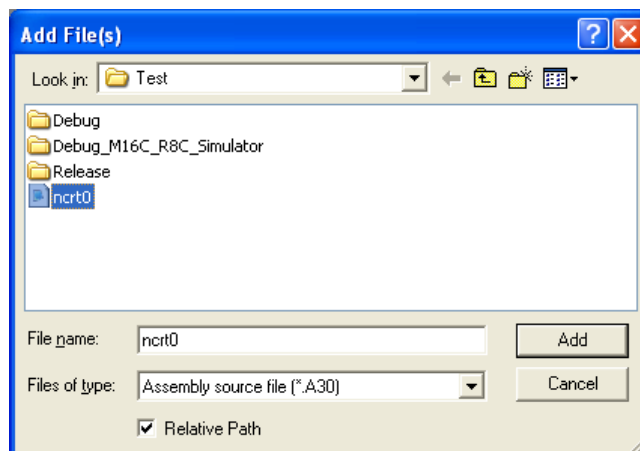 Add File(s)
Look in: Test
Debug
Debug_M16C_R8C_Simulator
Release
ncrt0
File name: ncrt0 Add
Files of type: Assembly source file (*.A30) Cancel
Relative Path